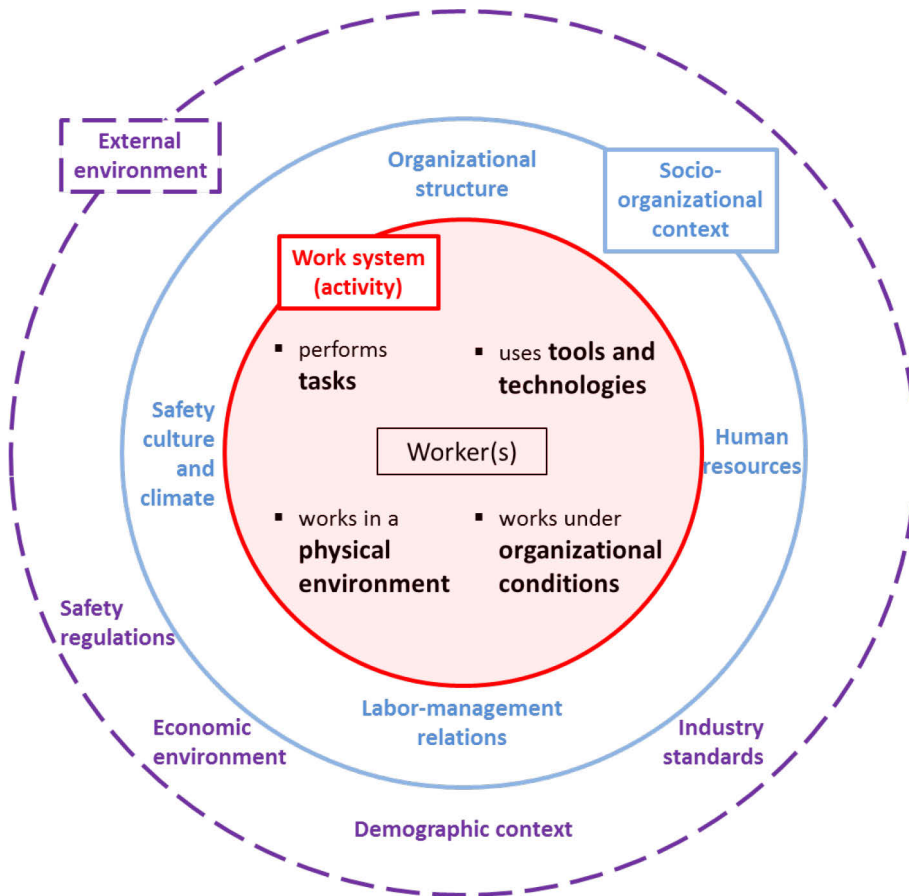 External
environment
Organizational
structure
Socio-
organizational
context
Work system
(activity)
▪ performs
tasks
▪ uses tools and
technologies
Safety
culture
and
climate
Worker(s)
Human
resources
▪ works in a
physical
environment
▪ works under
organizational
conditions
Safety
regulations
Labor-management
relations
Economic
environment
Industry
standards
Demographic context